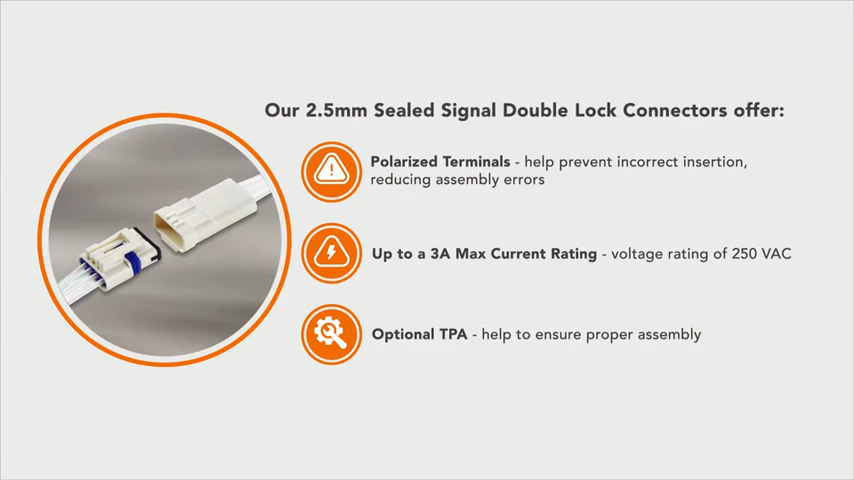 Our 2.5mm Sealed Signal Double Lock Connectors offer:
Polarized Terminals - help prevent incorrect insertion,
reducing assembly errors
Up to a 3A Max Current Rating - voltage rating of 250 VAC
Optional TPA - help to ensure proper assembly